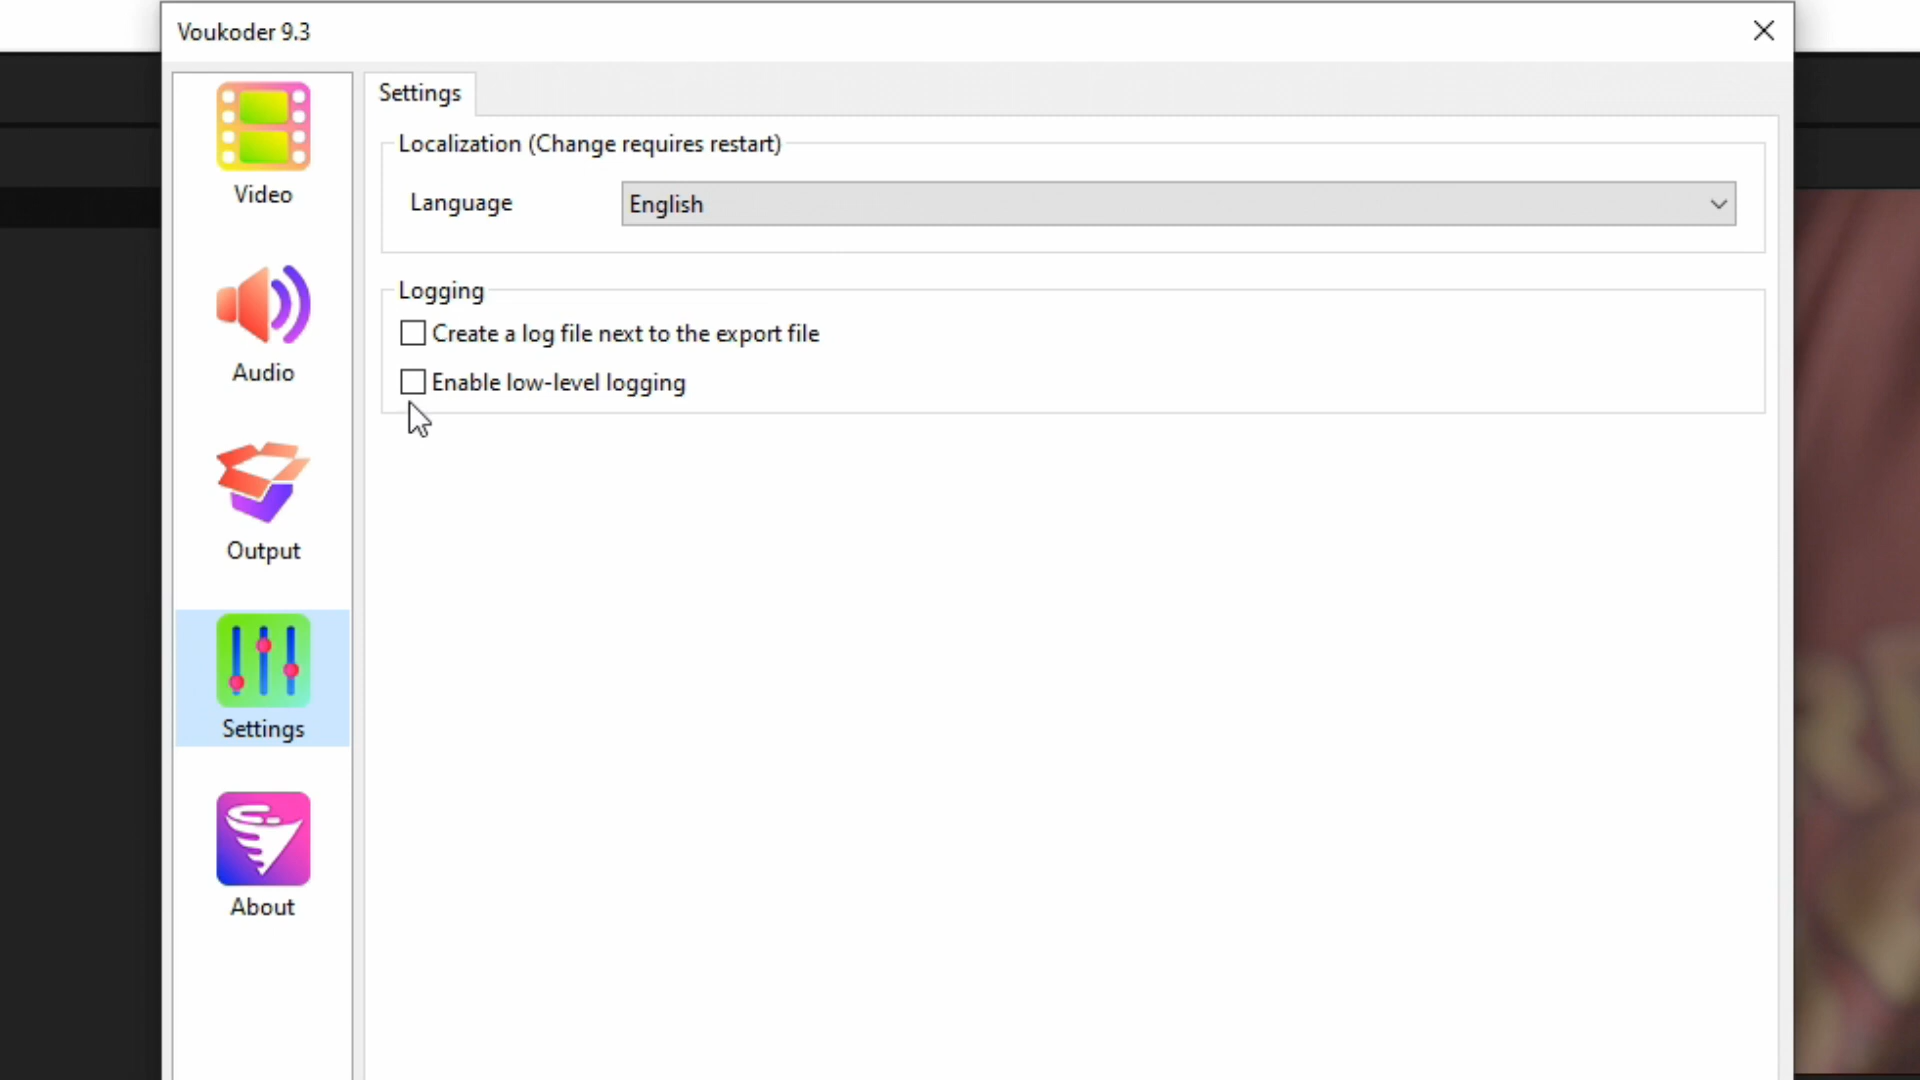 Voukoder 9.3
Video
Audio
Output
Settings
About
Settings
Localization (Change requires restart)
Language
English
Logging
Create a log file next to the export file
Enable low-level logging